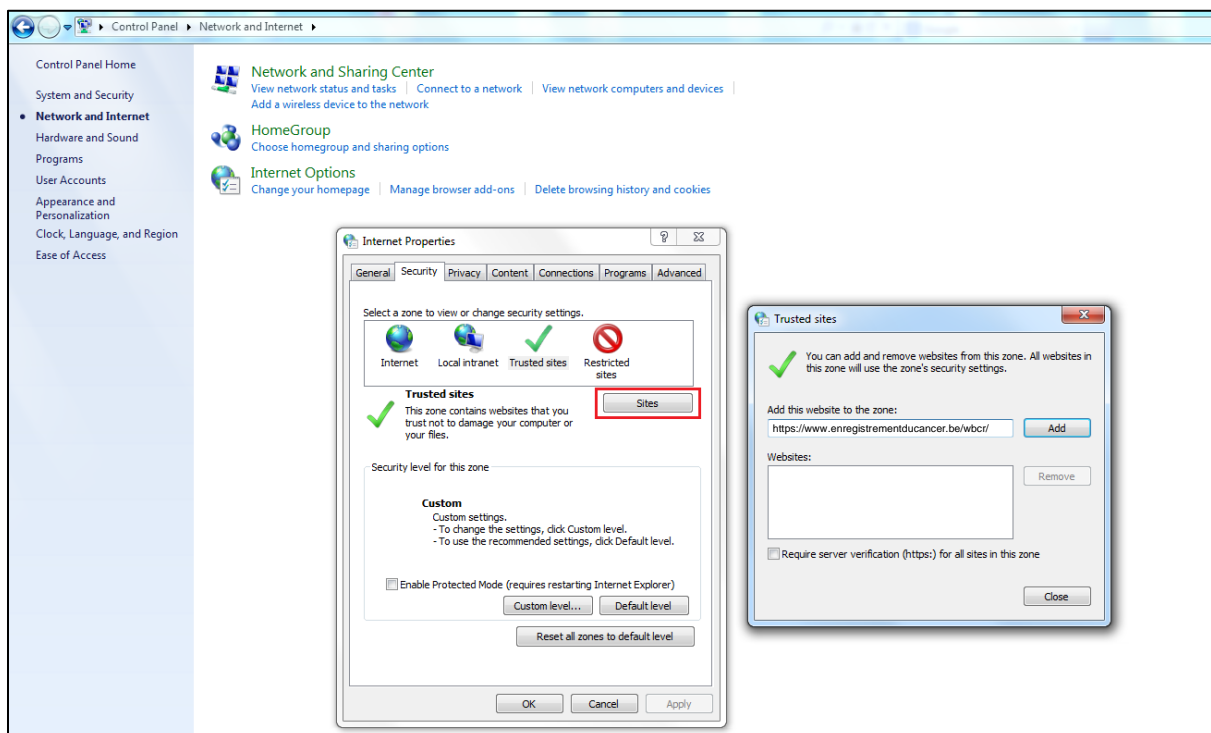 Control Panel Network and Internet
Control Panel Home
System and Security
Network and Internet
Hardware and Sound
Programs
User Accounts
Appearance and
Personalization
Clock, Language, and Region
Ease of Access
Network and Sharing Center
View network status and tasks Connect to a network View network computers and devices
Add a wireless device to the network
HomeGroup
Choose homegroup and sharing options
Internet Options
Change your homepage Manage browser add-ons Delete browsing history and cookies
Internet Properties
General Security Privacy Content Connections Programs Advanced
Select a zone to view or change security settings.
Internet Local intranet Trusted sites Restricted
sites
Trusted sites
Sites
This zone contains websites that you
trust not to damage your computer or
your files.
Security level for this zone
Custom
Custom settings.
- To change the settings, click Custom level.
- To use the recommended settings, click Default level.
Enable Protected Mode (requires restarting Internet Explorer)
Custom level... Default level
Reset all zones to default level
OK Cancel Apply
Trusted sites
You can add and remove websites from this zone. All websites in
this zone will use the zone's security settings.
Add this website to the zone:
https://www.enregistrementducancer.be/wbcr/ Add
Websites:
Remove
Require server verification (https:) for all sites in this zone
Close